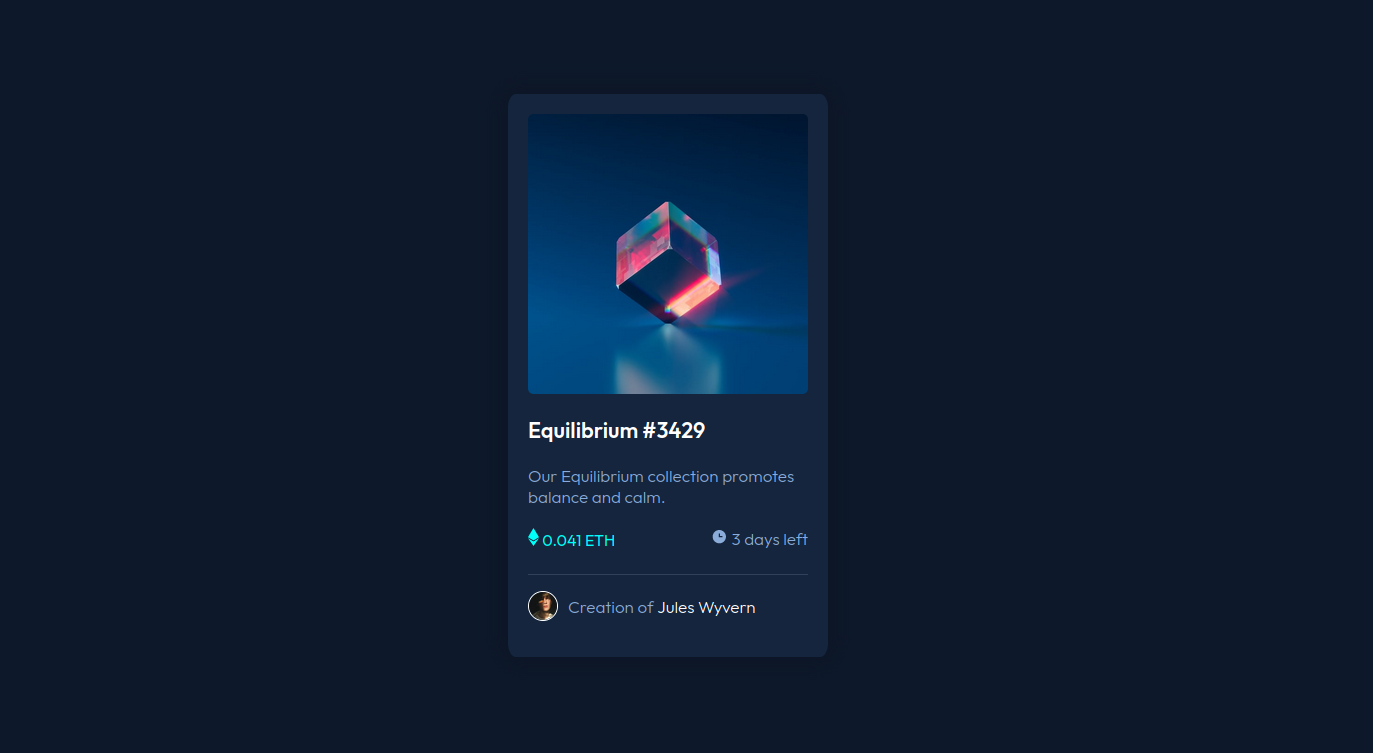 Equilibrium #3429
Our Equilibrium collection promotes
balance and calm.
0.041 ETH
3 days left
Creation of Jules Wyvern